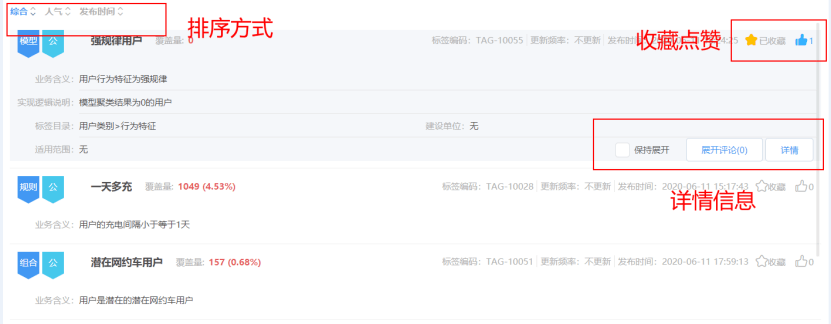 综合 人气 发布时间
排序方式
模型 公 强规律用户 覆盖量: 0 标签编码: TAG-10055 更新频率: 不更新 发布时间: 4:25 已收藏 1
收藏点赞
业务含义: 用户行为特征为强规律
实现逻辑说明: 模型聚类结果为0的用户
标签目录: 用户类别>行为特征 建设单位: 无
适用范围: 无 保持展开 展开评论(0) 详情
详情信息
规则 公 一天多充 覆盖量: 1049 (4.53%) 标签编码: TAG-10028 更新频率: 不更新 发布时间: 2020-06-11 15:17:43 收藏 0
业务含义: 用户的充电间隔小于等于1天
组合 公 潜在网约车用户 覆盖量: 157 (0.68%) 标签编码: TAG-10051 更新频率: 不更新 发布时间: 2020-06-11 17:59:13 收藏 0
业务含义: 用户是潜在的潜在网约车用户